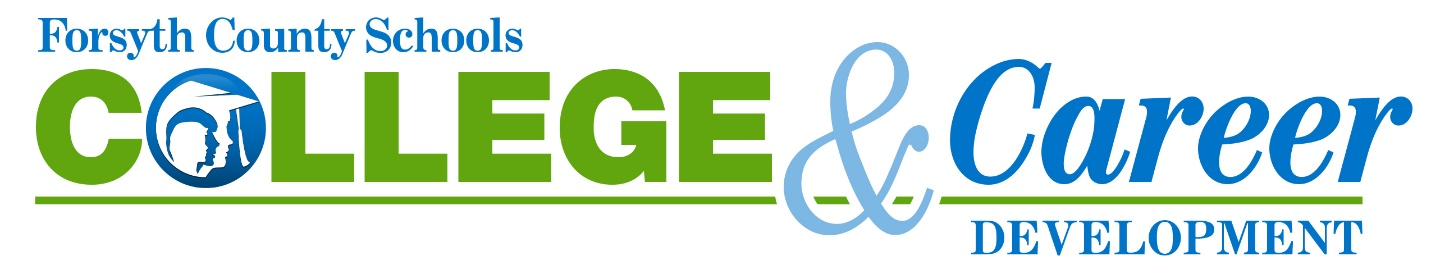 Forsyth County Schools
COLLEGE & Career
DEVELOPMENT